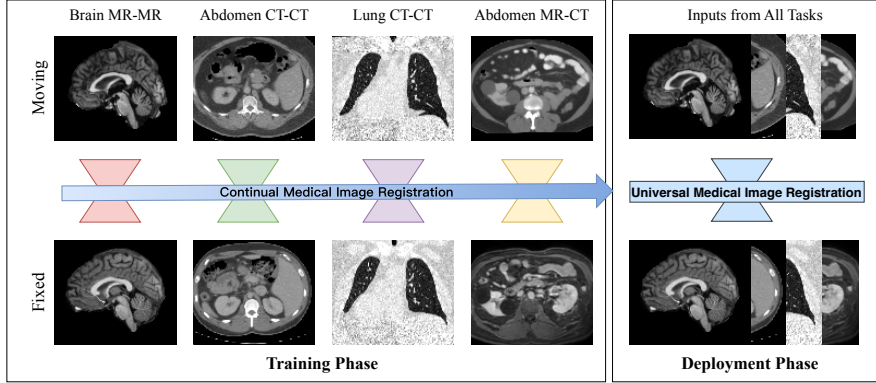 Brain MR-MR
Abdomen CT-CT
Lung CT-CT
Abdomen MR-CT
Inputs from All Tasks
Moving
Continual Medical Image Registration
Universal Medical Image Registration
Fixed
Training Phase
Deployment Phase